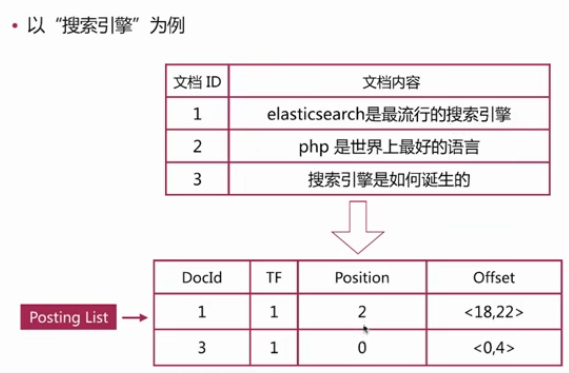 • 以“搜索引擎”为例
文档 ID 文档内容
1 elasticsearch是最流行的搜索引擎
2 php 是世界上最好的语言
3 搜索引擎是如何诞生的
DocId TF Position Offset
Posting List 1 1 2 <18,22>
3 1 0 <0,4>